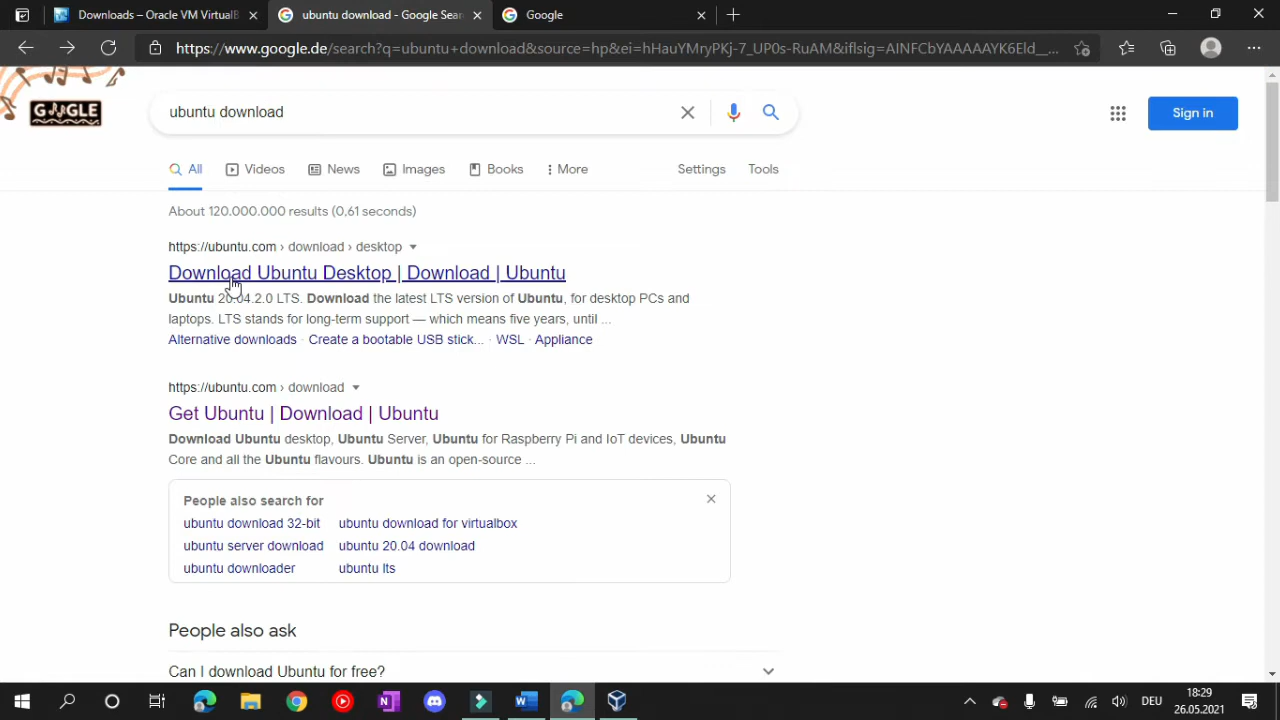 Downloads – Oracle VM VirtualB
ubuntu download - Google Sear
Google
https://www.google.de/search?q=ubuntu+download&source=hp&ei=hHauYMryPKj-7_UP0s-RuAM&iflsig=AINFCbYAAAAAYK6Eld__...
GOOGLE
ubuntu download
Sign in
All
Videos
News
Images
Books
More
Settings
Tools
About 120.000.000 results (0,61 seconds)
https://ubuntu.com › download › desktop
Download Ubuntu Desktop | Download | Ubuntu
Ubuntu 20.04.2.0 LTS. Download the latest LTS version of Ubuntu, for desktop PCs and
laptops. LTS stands for long-term support — which means five years, until ...
Alternative downloads · Create a bootable USB stick... · WSL · Appliance
https://ubuntu.com › download
Get Ubuntu | Download | Ubuntu
Download Ubuntu desktop, Ubuntu Server, Ubuntu for Raspberry Pi and IoT devices, Ubuntu
Core and all the Ubuntu flavours. Ubuntu is an open-source ...
People also search for
ubuntu download 32-bit
ubuntu download for virtualbox
ubuntu server download
ubuntu 20.04 download
ubuntu downloader
ubuntu lts
People also ask
Can I download Ubuntu for free?
DEU
18:29
26.05.2021